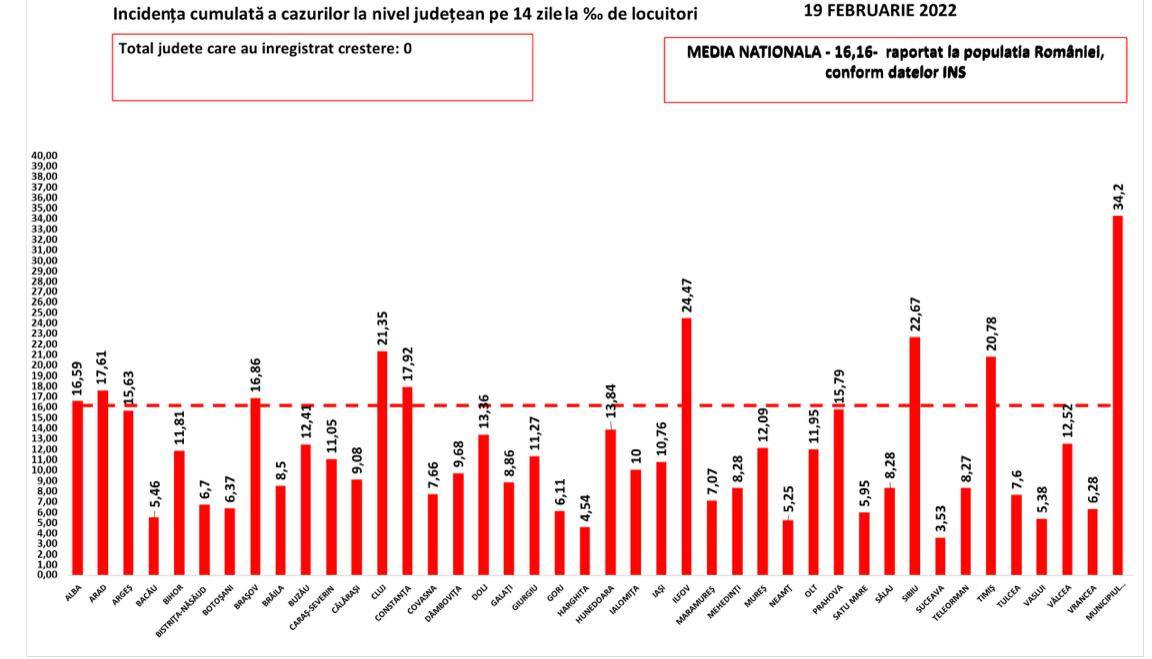 Incidența cumulată a cazurilor la nivel județean pe 14 zile la ‰ de locuitori
19 FEBRUARIE 2022
Total judete care au inregistrat crestere: 0
MEDIA NATIONALA - 16,16- raportat la populatia României,
conform datelor INS
40,00
39,00
38,00
37,00
36,00
35,00
34,00
33,00
32,00
31,00
30,00
29,00
28,00
27,00
26,00
25,00
24,00
23,00
22,00
21,00
20,00
19,00
18,00
17,00
16,00
15,00
14,00
13,00
12,00
11,00
10,00
9,00
8,00
7,00
6,00
5,00
4,00
3,00
2,00
1,00
0,00
16,59
17,61
15,63
5,46
11,81
6,7
6,37
16,86
8,5
12,41
11,05
9,08
21,35
17,92
7,66
9,68
13,36
8,86
11,27
6,11
4,54
13,84
10
10,76
24,47
7,07
8,28
12,09
5,25
11,95
15,79
5,95
8,28
22,67
3,53
8,27
20,78
7,6
5,38
12,52
6,28
34,2
ALBA
ARAD
ARGEȘ
BACĂU
BIHOR
BISTRIȚA-NĂSĂUD
BOTOȘANI
BRAȘOV
BRĂILA
BUZĂU
CARAȘ-SEVERIN
CĂLĂRAȘI
CLUJ
CONSTANȚA
COVASNA
DÂMBOVIȚA
DOLJ
GALAȚI
GIURGIU
GORJ
HARGHITA
HUNEDOARA
IALOMIȚA
IAȘI
ILFOV
MARAMUREȘ
MEHEDINȚI
MUREȘ
NEAMȚ
OLT
PRAHOVA
SATU MARE
SĂLAJ
SIBIU
SUCEAVA
TELEORMAN
TIMIȘ
TULCEA
VASLUI
VÂLCEA
VRANCEA
MUNICIPIUL...